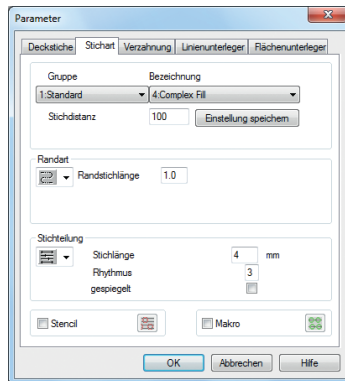 Parameter
Deckstiche Stichart Verzahnung Linienunterleger Flächenunterleger
Gruppe Bezeichnung
1:Standard 4:Complex Fill
Stichdistanz 100 Einstellung speichern
Randart
Randstichlänge 1.0
Stichteilung
Stichlänge 4 mm
Rhythmus 3
gespiegelt
Stencil Makro
OK Abbrechen Hilfe